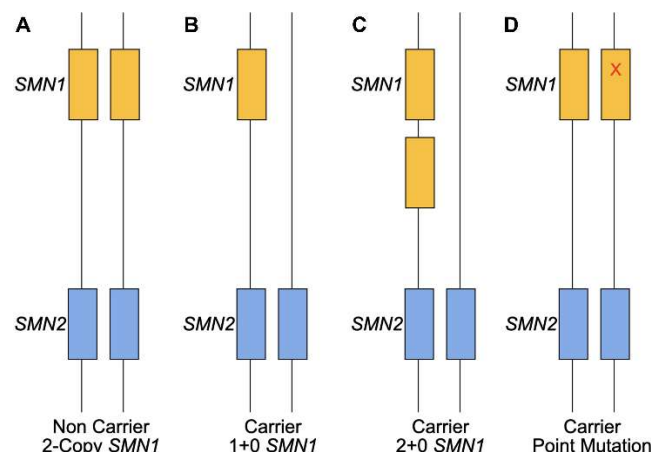 A B C D
SMN1 SMN1 SMN1 SMN1
X
SMN2 SMN2 SMN2 SMN2
Non Carrier
2-Copy SMN1
Carrier
1+0 SMN1
Carrier
2+0 SMN1
Carrier
Point Mutation